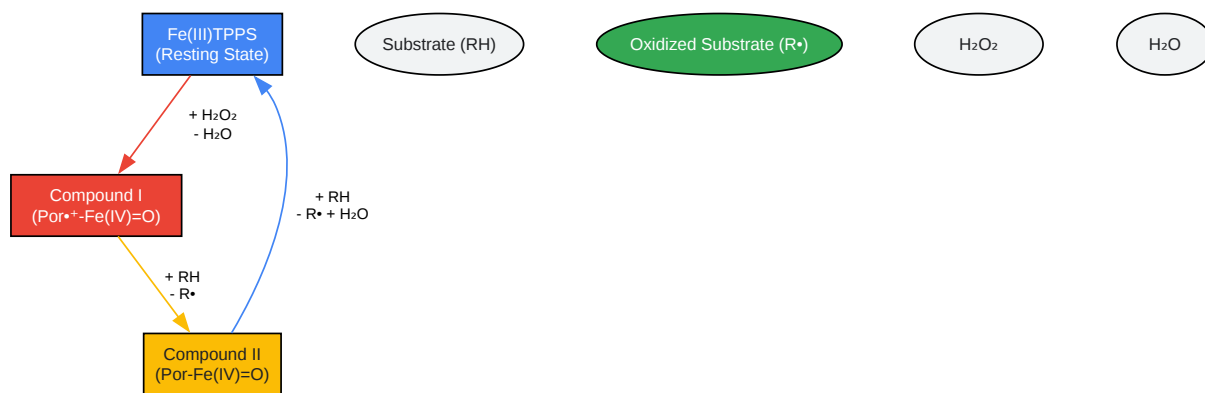 Fe(III)TPPS
(Resting State)
Substrate (RH)
Oxidized Substrate (R•)
H₂O₂
H₂O
+ H₂O₂
- H₂O
Compound I
(Por•⁺-Fe(IV)=O)
+ RH
- R• + H₂O
+ RH
- R•
Compound II
(Por-Fe(IV)=O)